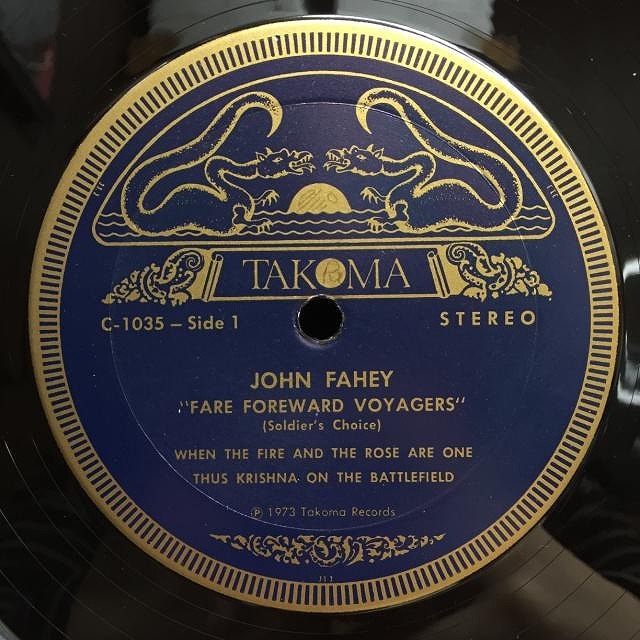 TAKOMA
C-1035 – Side 1
STEREO
JOHN FAHEY
"FARE FOREWARD VOYAGERS"
(Soldier's Choice)
WHEN THE FIRE AND THE ROSE ARE ONE
THUS KRISHNA ON THE BATTLEFIELD
℗ 1973 Takoma Records